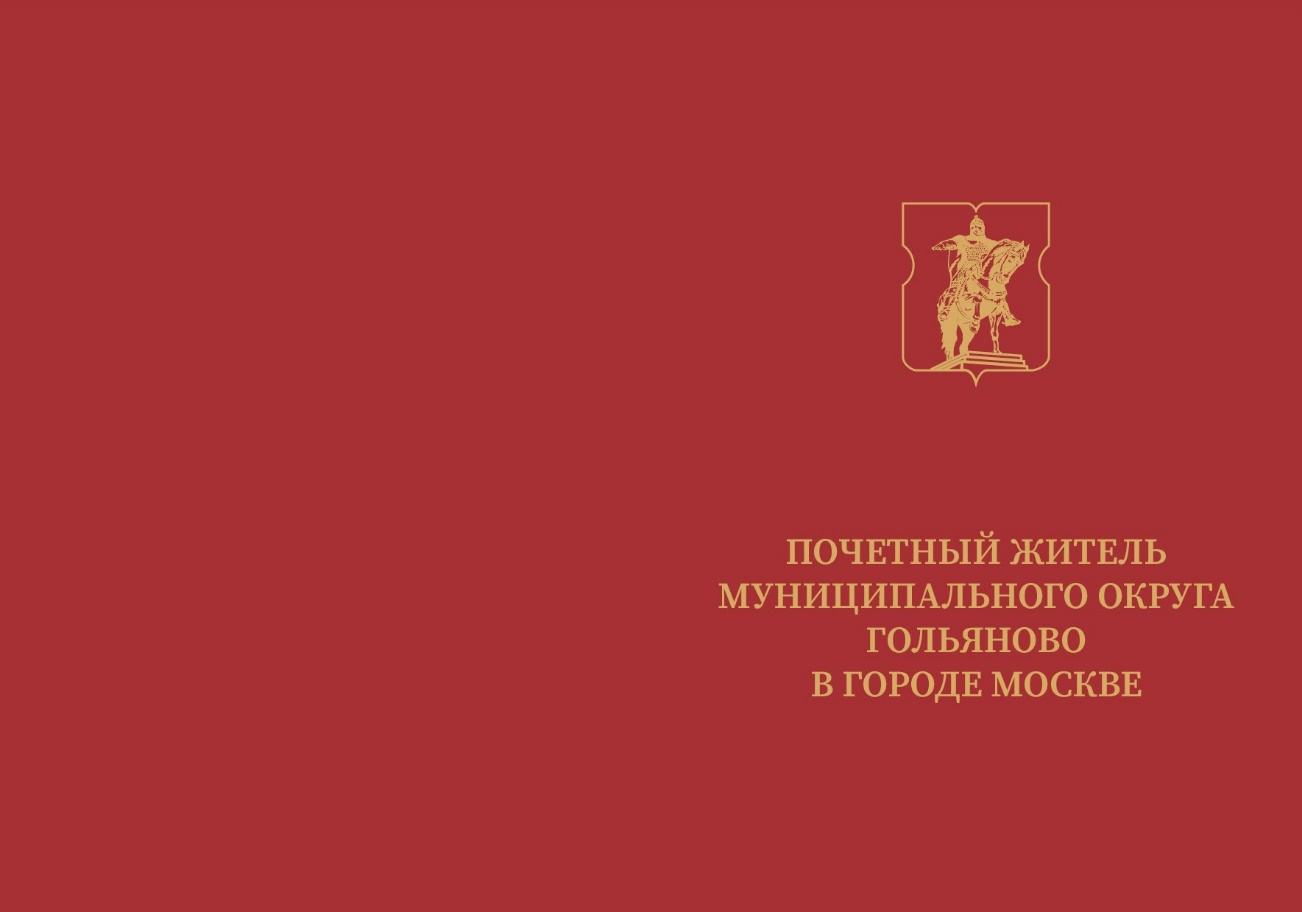 ПОЧЕТНЫЙ ЖИТЕЛЬ
МУНИЦИПАЛЬНОГО ОКРУГА
ГОЛЬЯНОВО
В ГОРОДЕ МОСКВЕ